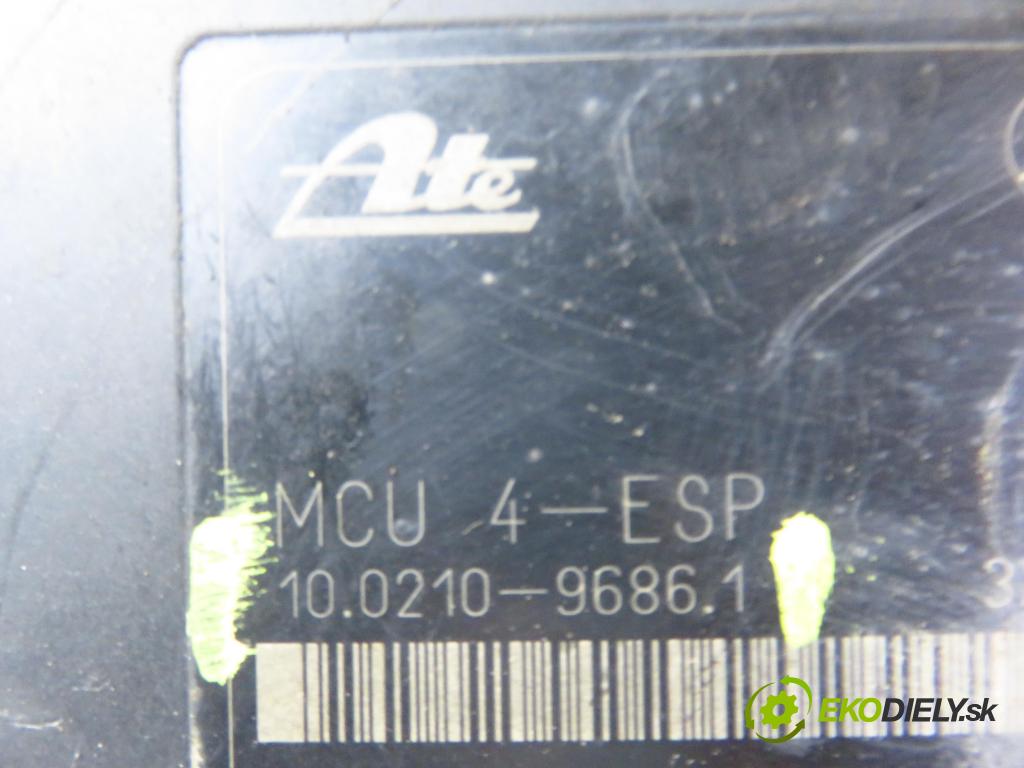 Ate
MCU 4-ESP
10.0210-9686.1
EKODIELY.sk